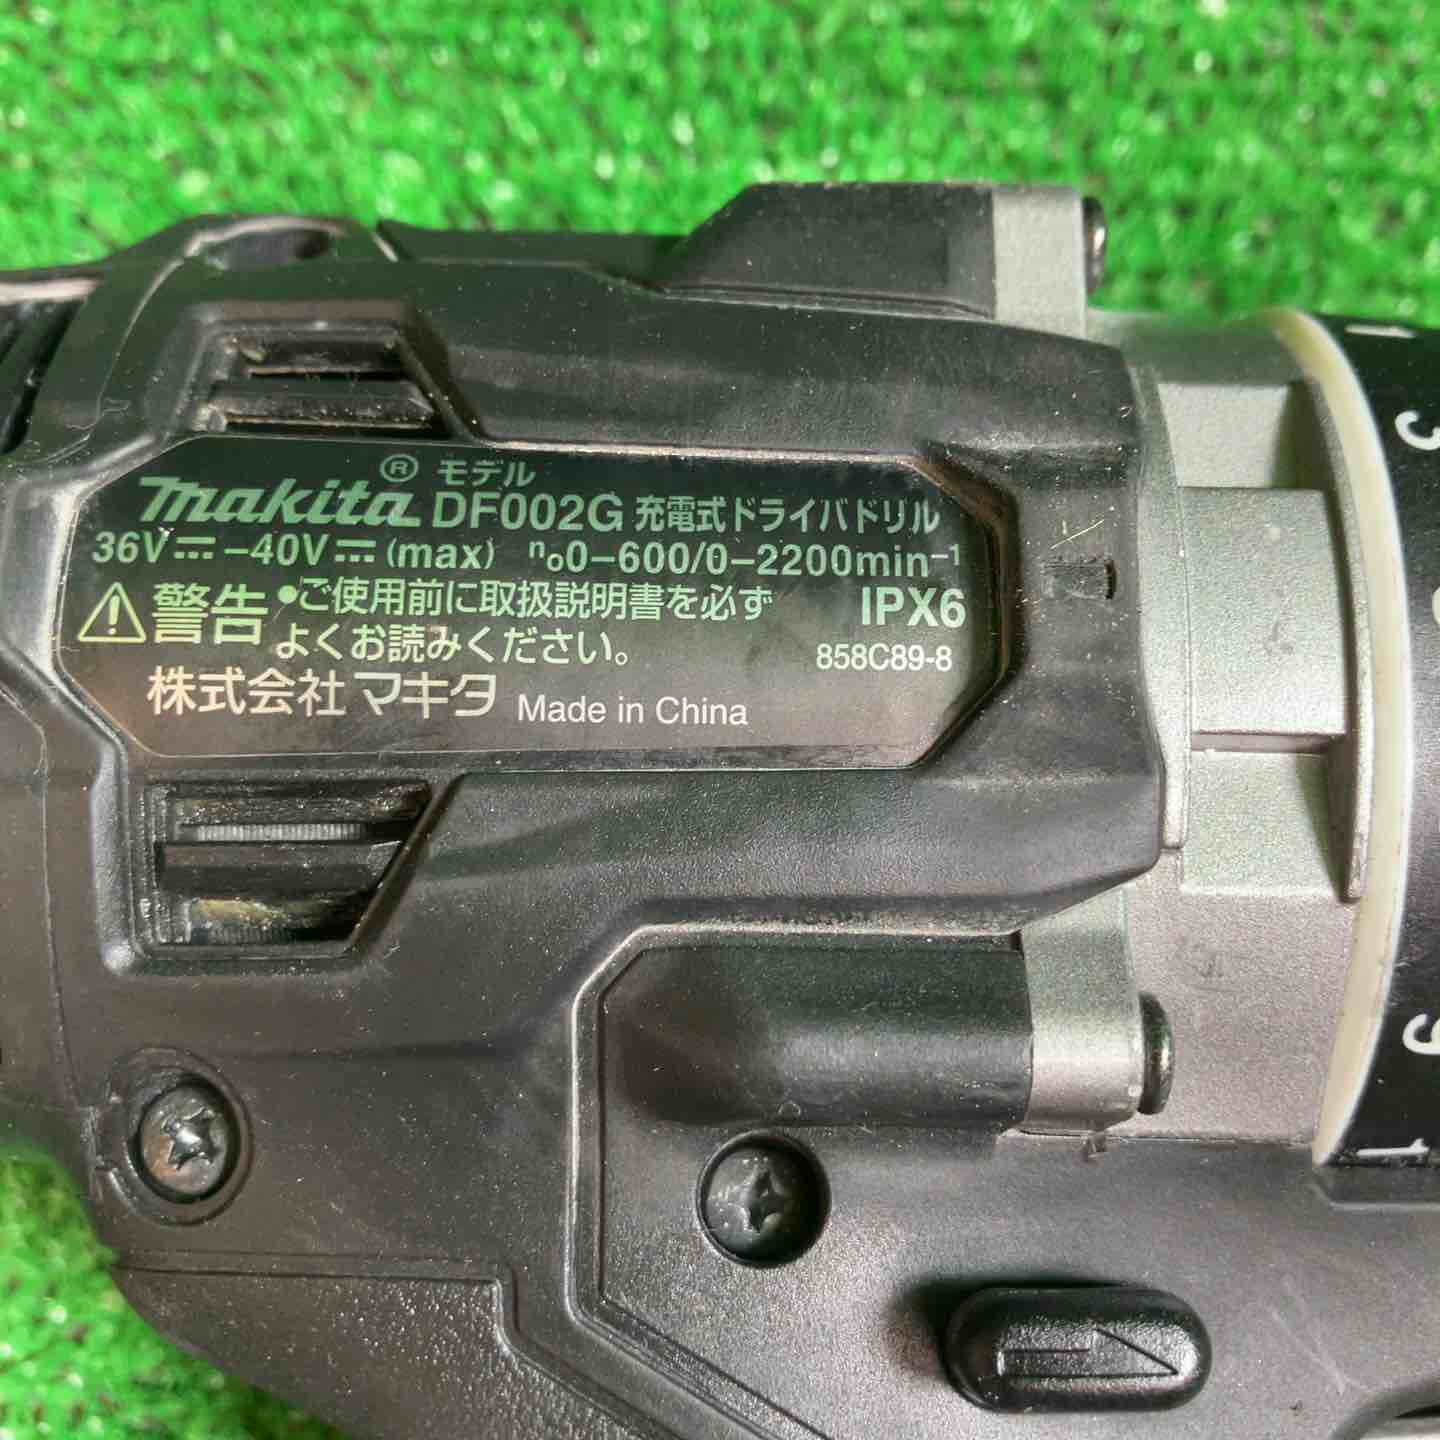 makita® モデル DF002G 充電式ドライバドリル
36V⎓-40V⎓(max) n₀0-600/0-2200min⁻¹
⚠警告 ●ご使用前に取扱説明書を必ず
よくお読みください。
IPX6
858C89-8
株式会社マキタ Made in China
3
9
1